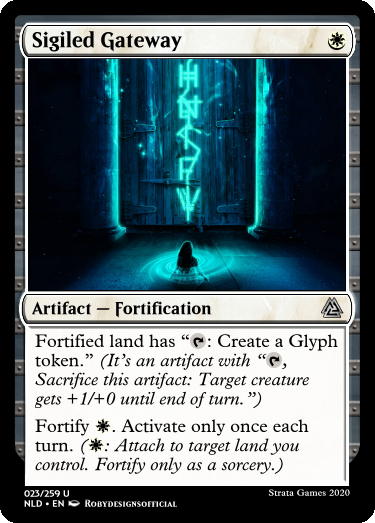 Sigiled Gateway
Artifact — Fortification
Fortified land has “: Create a Glyph
token.” (It’s an artifact with “,
Sacrifice this artifact: Target creature
gets +1/+0 until end of turn.”)
Fortify . Activate only once each
turn. (: Attach to target land you
control. Fortify only as a sorcery.)
023/259 U
NLD • EN Robydesignsofficial
Strata Games 2020